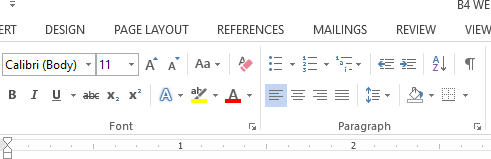 B4 WE
ERT DESIGN PAGE LAYOUT REFERENCES MAILINGS REVIEW VIEW
Calibri (Body) 11 A A Aa A A Z
B I U abc x₂ x² A ab A
Font Paragraph
1 2